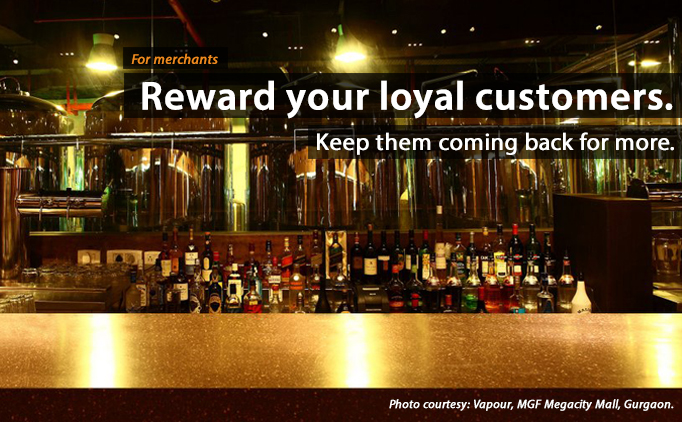 For merchants
Reward your loyal customers.
Keep them coming back for more.
Photo courtesy: Vapour, MGF Megacity Mall, Gurgaon.